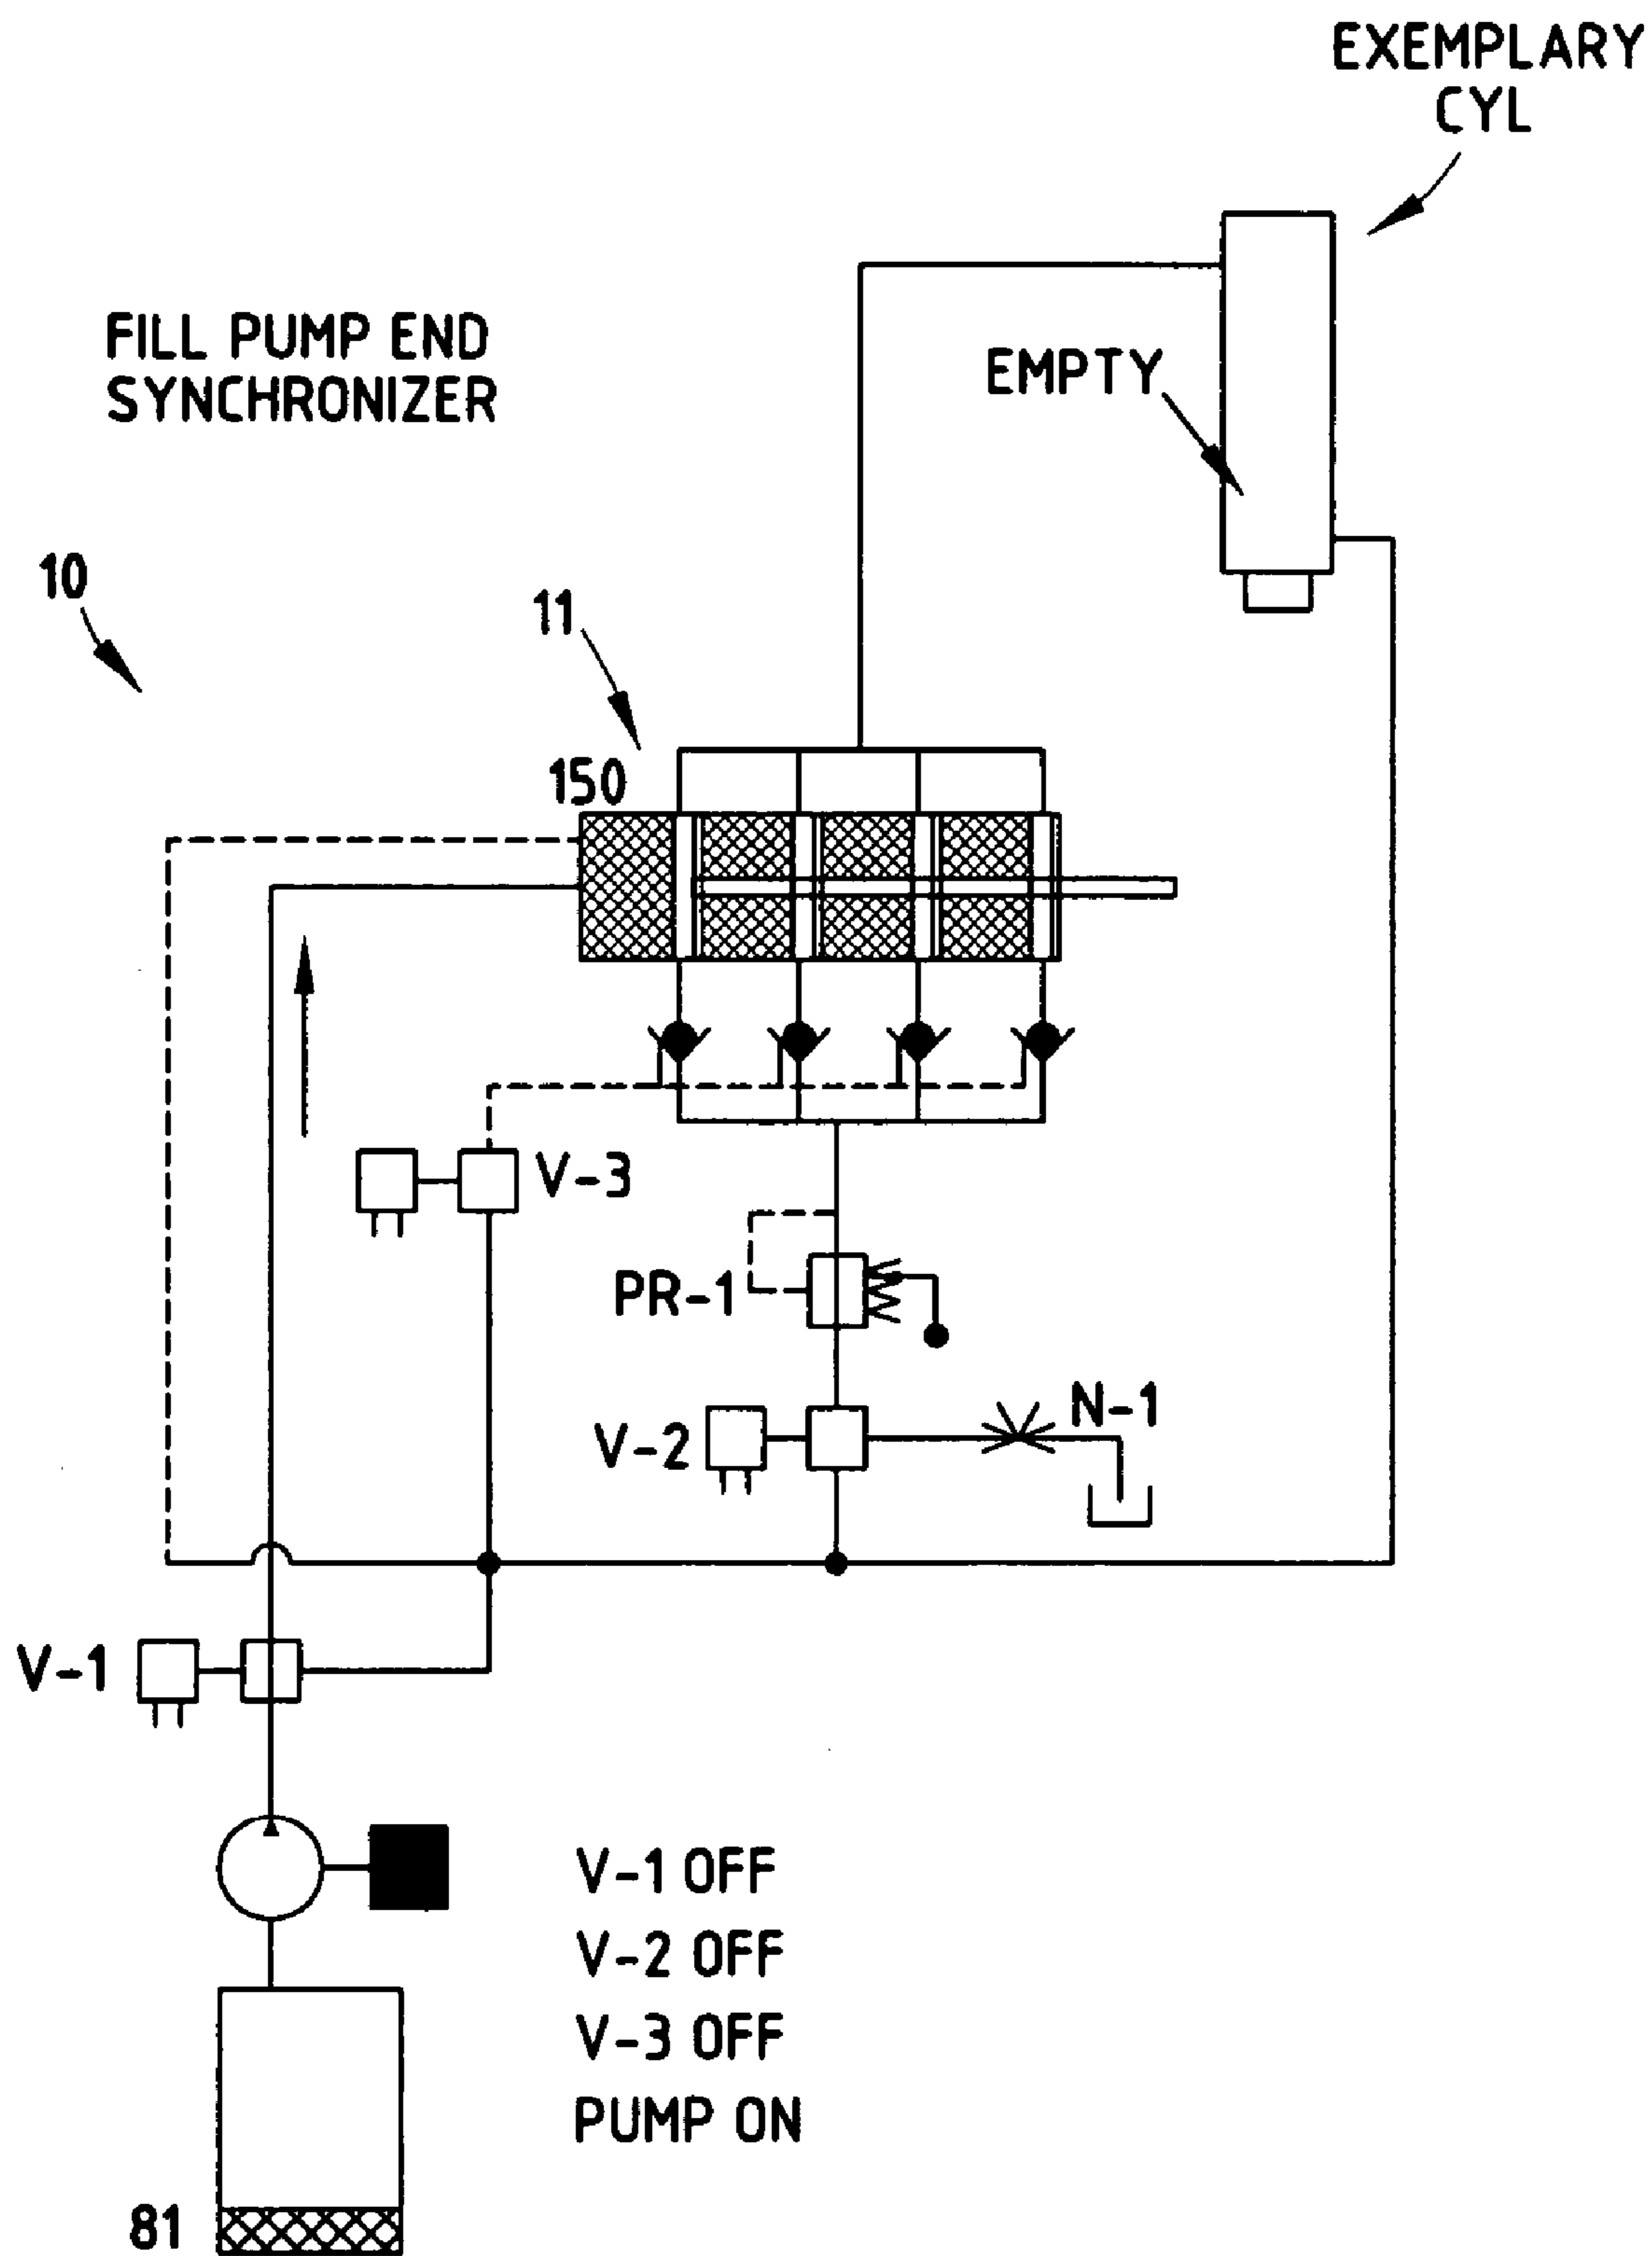 EXEMPLARY
CYL
FILL PUMP END
SYNCHRONIZER
EMPTY
10
11
150
V-3
PR-1
V-2
N-1
V-1
V-1 OFF
V-2 OFF
V-3 OFF
PUMP ON
81